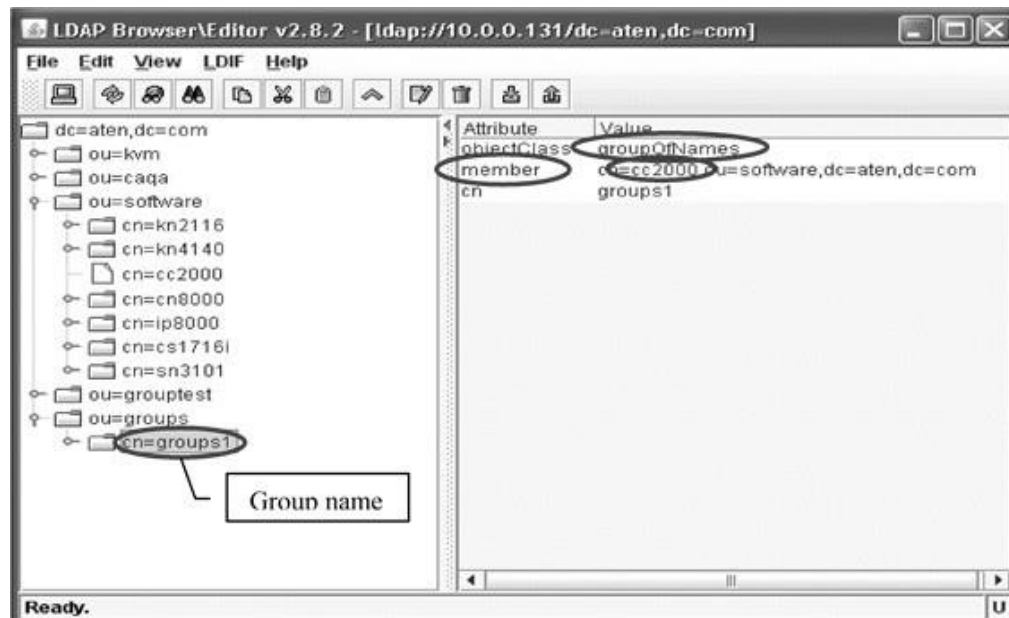 LDAP Browser\Editor v2.8.2 - [ldap://10.0.0.131/dc=aten,dc=com]
File Edit View LDIF Help
dc=aten,dc=com
ou=kvm
ou=caqa
ou=software
cn=kn2116
cn=kn4140
cn=cc2000
cn=cn8000
cn=ip8000
cn=cs1716i
cn=sn3101
ou=grouptest
ou=groups
cn=groups1
Group name
Attribute Value
objectClass groupOfNames
member cn=cc2000,ou=software,dc=aten,dc=com
cn groups1
Ready. U